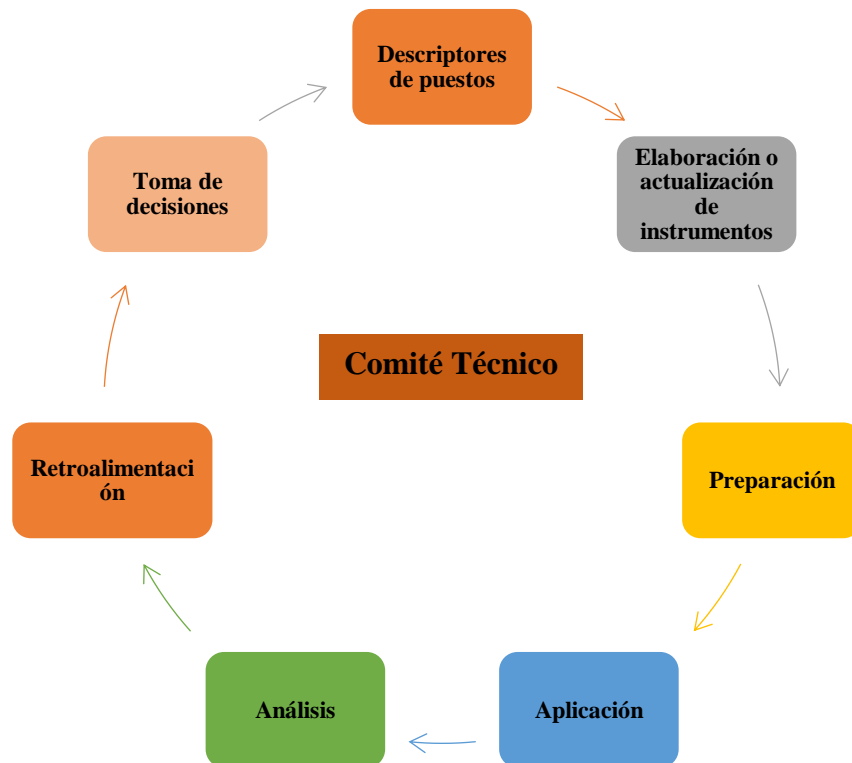 Descriptores
de puestos
Elaboración o
actualización
de
instrumentos
Toma de
decisiones
Comité Técnico
Retroalimentaci
ón
Preparación
Análisis
Aplicación